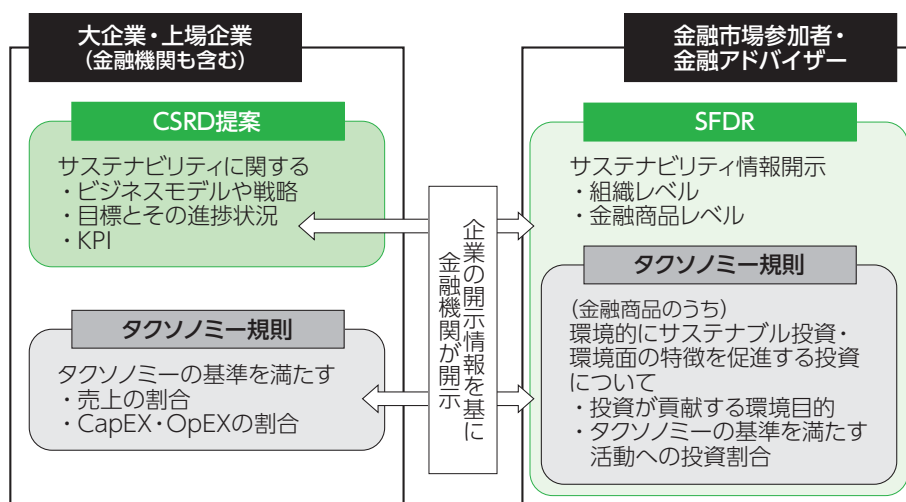 大企業・上場企業
(金融機関も含む)
CSRD提案
サステナビリティに関する
・ビジネスモデルや戦略
・目標とその進捗状況
・KPI
タクソノミー規則
タクソノミーの基準を満たす
・売上の割合
・CapEX・OpEXの割合
企業の開示情報を基に
金融機関が開示
金融市場参加者・
金融アドバイザー
SFDR
サステナビリティ情報開示
・組織レベル
・金融商品レベル
タクソノミー規則
(金融商品のうち)
環境的にサステナブル投資・
環境面の特徴を促進する投資
について
・投資が貢献する環境目的
・タクソノミーの基準を満たす
活動への投資割合